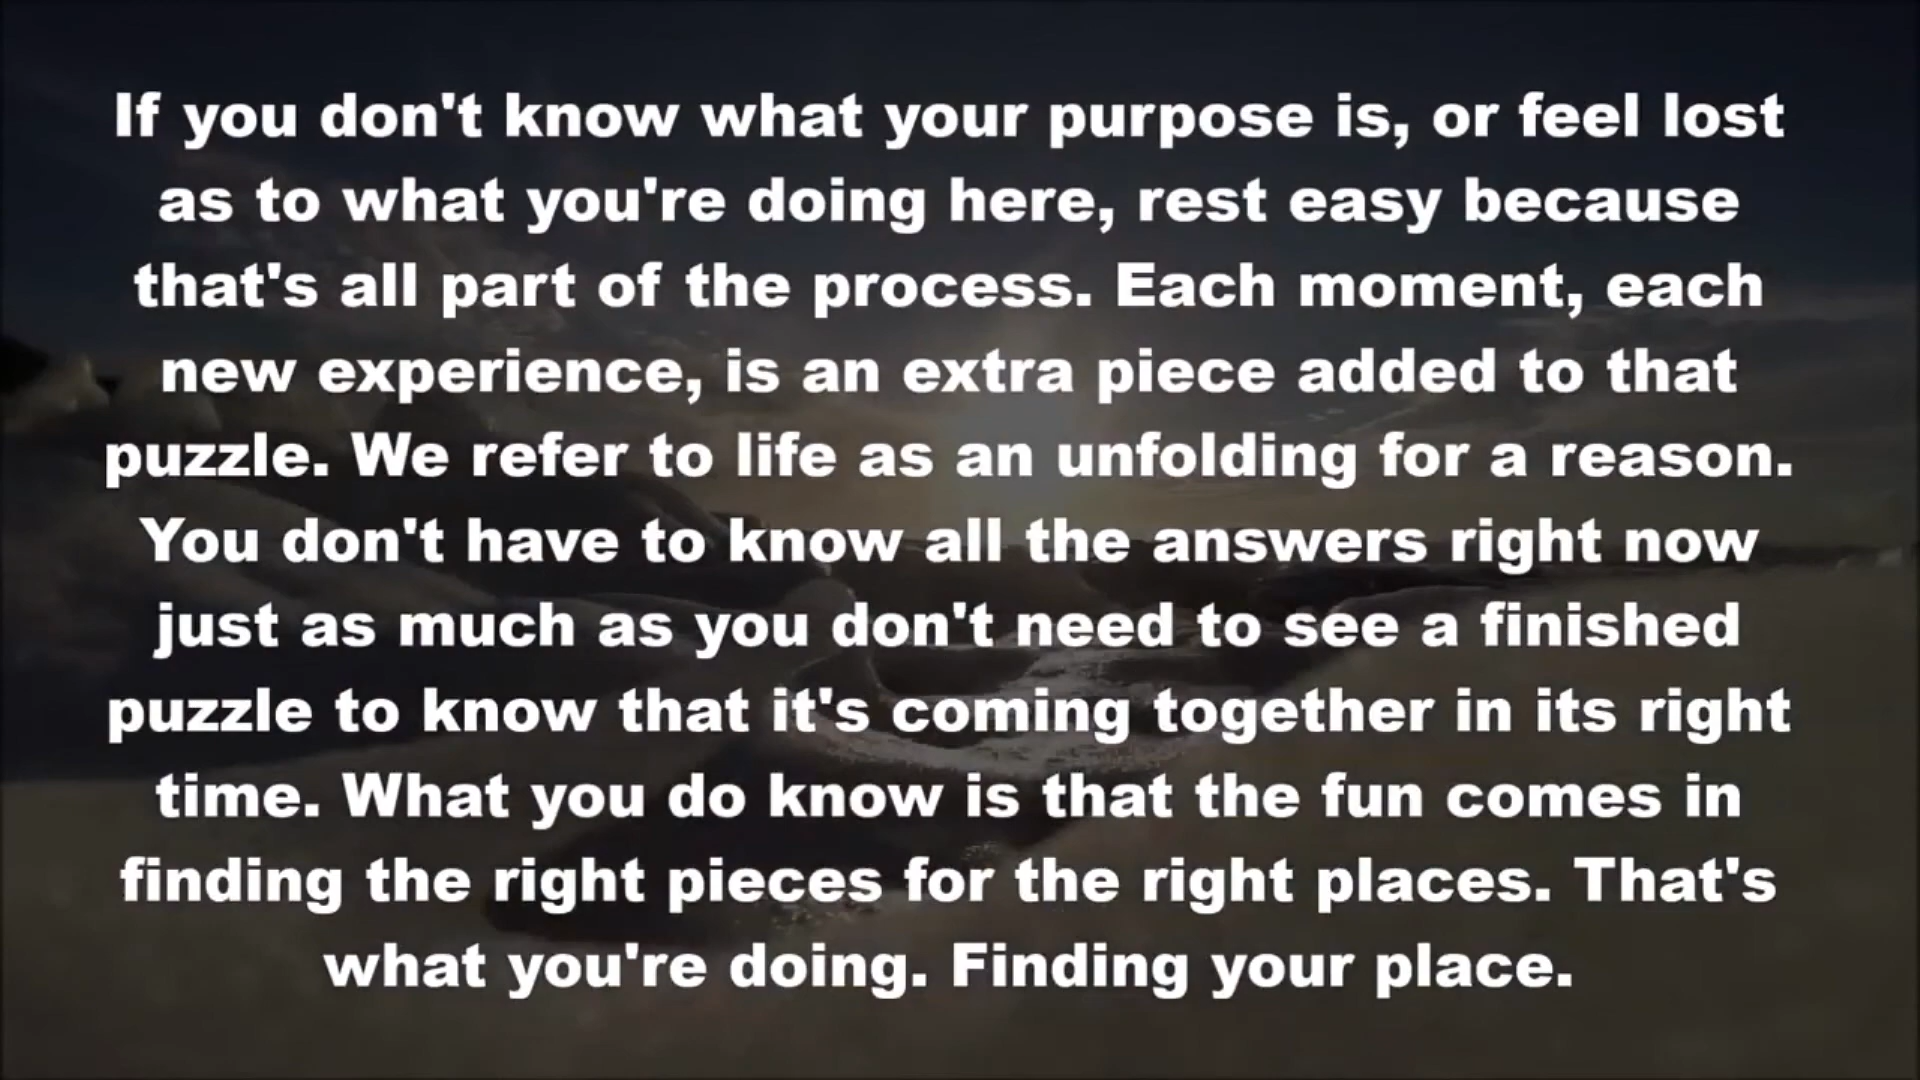 If you don't know what your purpose is, or feel lost
as to what you're doing here, rest easy because
that's all part of the process. Each moment, each
new experience, is an extra piece added to that
puzzle. We refer to life as an unfolding for a reason.
You don't have to know all the answers right now
just as much as you don't need to see a finished
puzzle to know that it's coming together in its right
time. What you do know is that the fun comes in
finding the right pieces for the right places. That's
what you're doing. Finding your place.